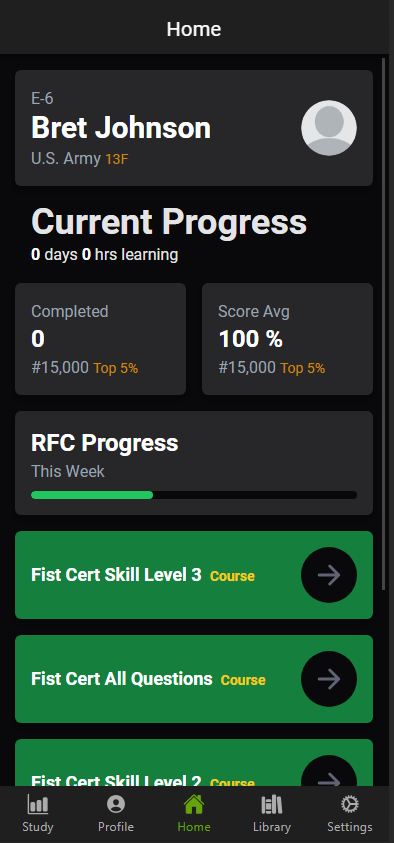 Home
E-6
Bret Johnson
U.S. Army 13F
Current Progress
0 days 0 hrs learning
Completed
0
#15,000 Top 5%
Score Avg
100 %
#15,000 Top 5%
RFC Progress
This Week
Fist Cert Skill Level 3 Course
Fist Cert All Questions Course
Fist Cert Skill Level 2 Course
Study
Profile
Home
Library
Settings